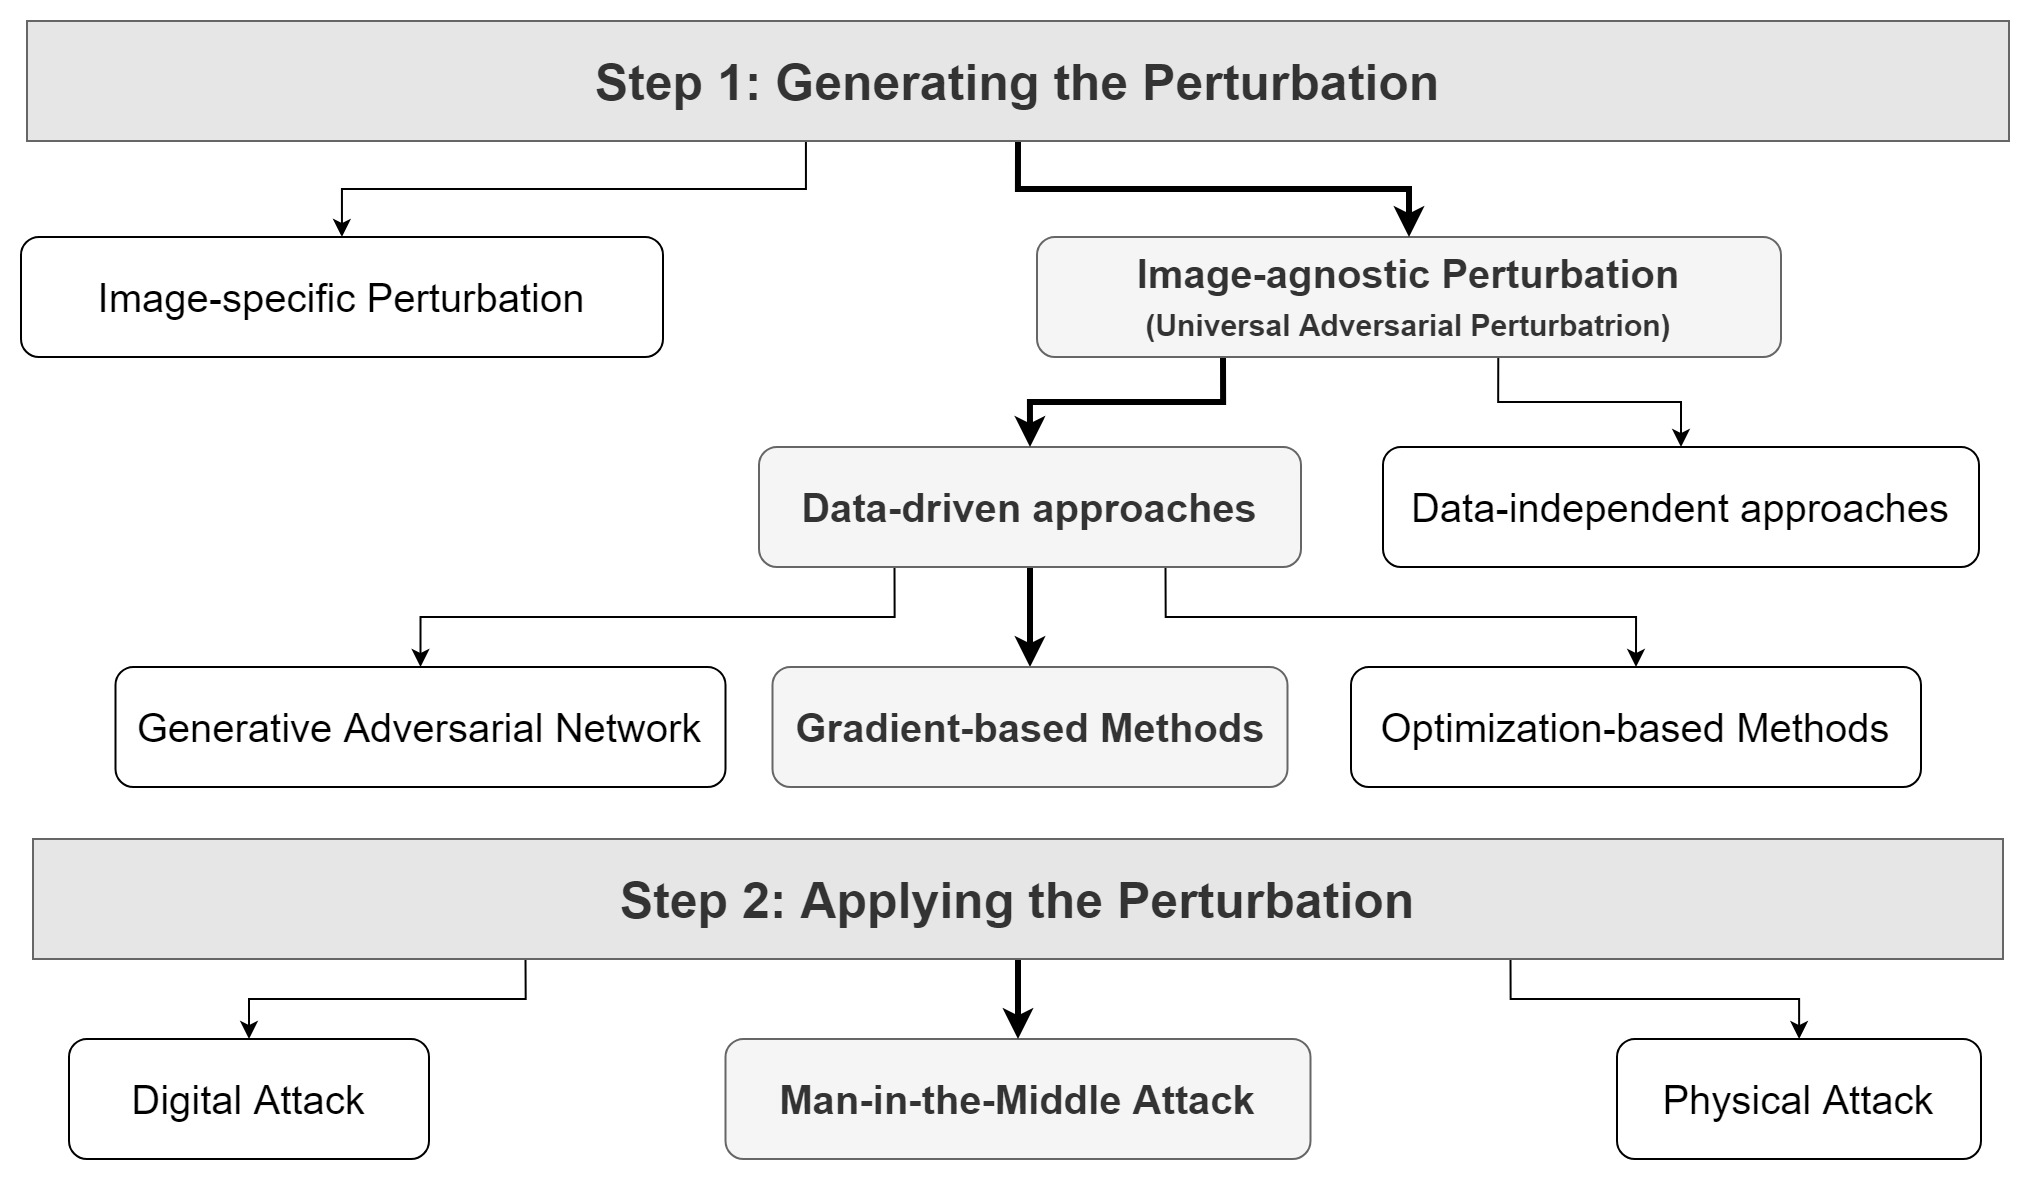 Step 1: Generating the Perturbation
Image-specific Perturbation
Image-agnostic Perturbation
(Universal Adversarial Perturbatrion)
Data-driven approaches
Data-independent approaches
Generative Adversarial Network
Gradient-based Methods
Optimization-based Methods
Step 2: Applying the Perturbation
Digital Attack
Man-in-the-Middle Attack
Physical Attack